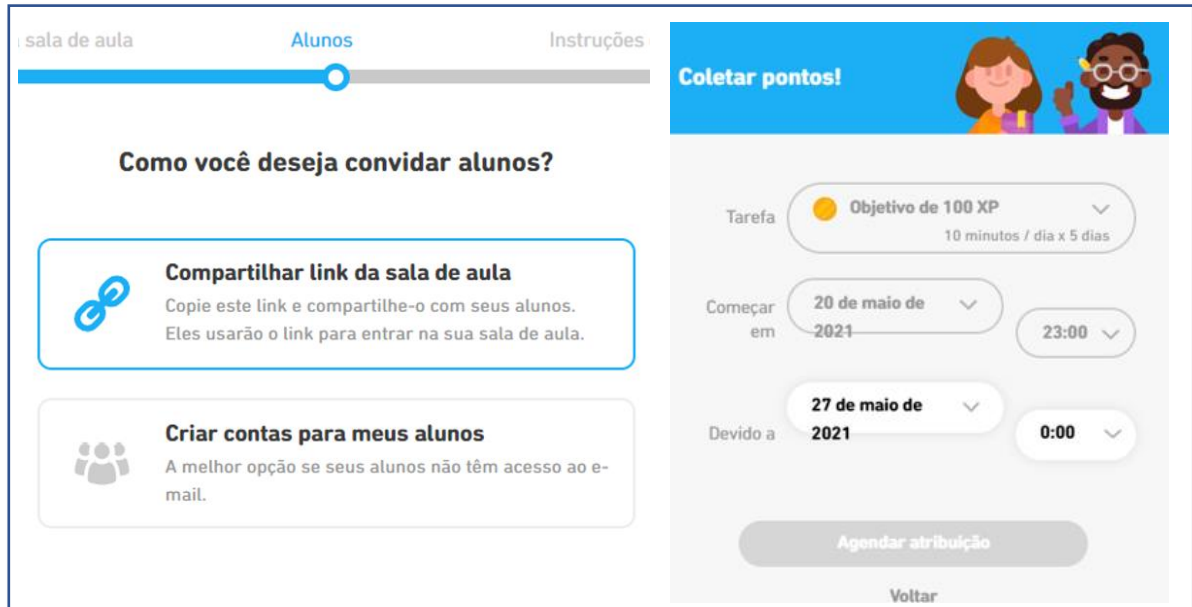 sala de aula
Alunos
Instruções
Como você deseja convidar alunos?
Compartilhar link da sala de aula
Copie este link e compartilhe-o com seus alunos.
Eles usarão o link para entrar na sua sala de aula.
Criar contas para meus alunos
A melhor opção se seus alunos não têm acesso ao e-
mail.
Coletar pontos!
Tarefa
Objetivo de 100 XP
10 minutos / dia x 5 dias
Começar
em
20 de maio de
2021
23:00
Devido a
27 de maio de
2021
0:00
Agendar atribuição
Voltar